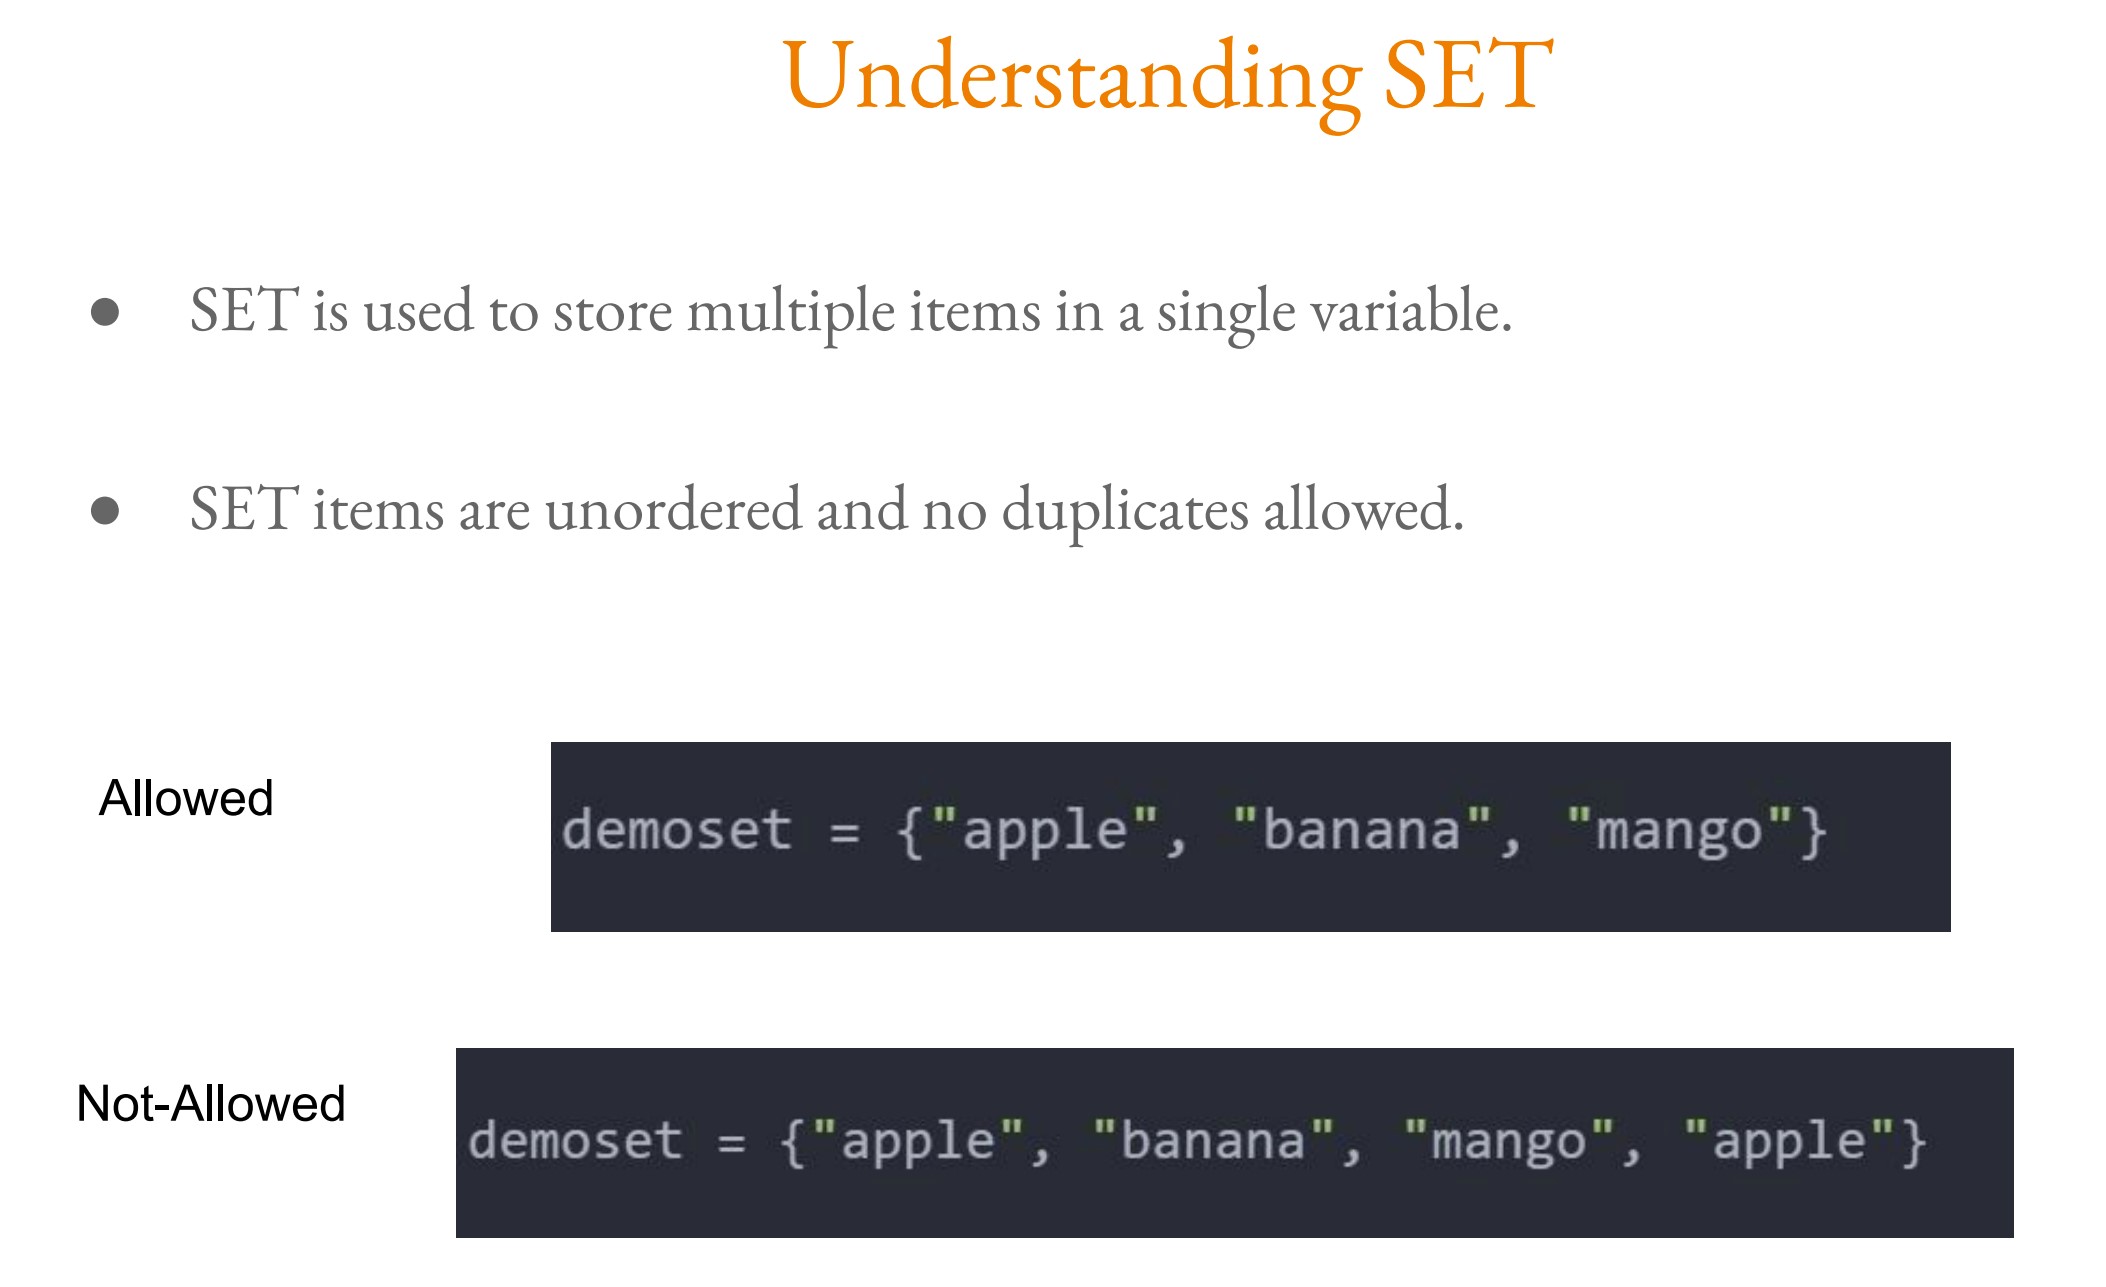 Understanding SET
● SET is used to store multiple items in a single variable.
● SET items are unordered and no duplicates allowed.
Allowed
demoset = {"apple", "banana", "mango"}
Not-Allowed
demoset = {"apple", "banana", "mango", "apple"}